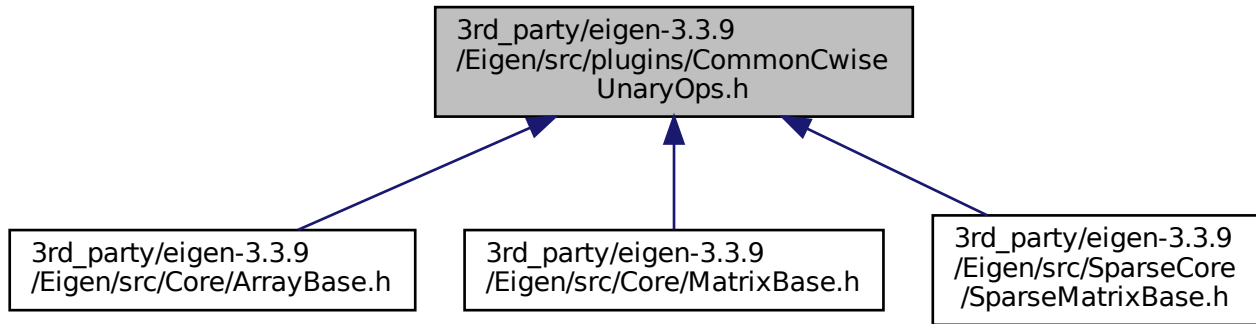 3rd_party/eigen-3.3.9
/Eigen/src/plugins/CommonCwise
UnaryOps.h
3rd_party/eigen-3.3.9
/Eigen/src/Core/ArrayBase.h
3rd_party/eigen-3.3.9
/Eigen/src/Core/MatrixBase.h
3rd_party/eigen-3.3.9
/Eigen/src/SparseCore
/SparseMatrixBase.h